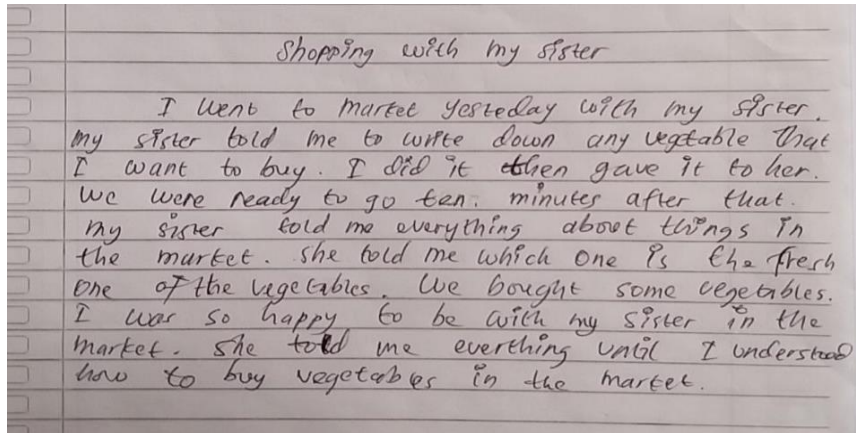 Shopping with my sister
I went to market yesteday with my sister.
my sister told me to write down any vegtable that
I want to buy. I did it then gave it to her.
we were ready to go ten. minutes after that.
my sister told me everything about things in
the market. she told me which one is the fresh
one of the vegetables. We bought some vegetables.
I was so happy to be with my sister in the
market. She told me everthing until I understood
how to buy vegetables in the market.